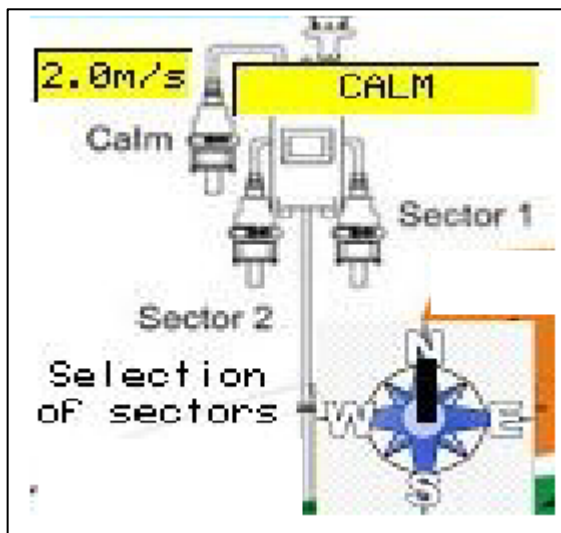 2.0m/s
CALM
Calm
Sector 1
Sector 2
Selection
of sectors
N
W
E
S